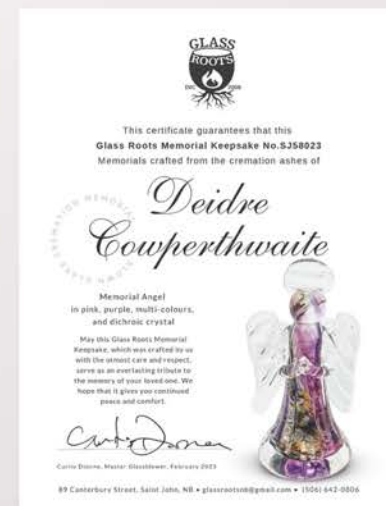 GLASS
ROOTS
This certificate guarantees that this
Glass Roots Memorial Keepsake No.SJ58023
Memorials crafted from the cremation ashes of
Deidre
Cowperthwaite
Memorial Angel
in pink, purple, multi-colours,
and dichroic crystal
May this Glass Roots Memorial
Keepsake, which was crafted by us
with the utmost care and respect,
serve as an everlasting tribute to
the memory of your loved one. We
hope that it gives you continued
peace and comfort.
Curtis Dooone, Master Glassblower, February 2023
89 Canterbury Street, Saint John, NB • glassrootsnb@gmail.com • (506) 642-0806